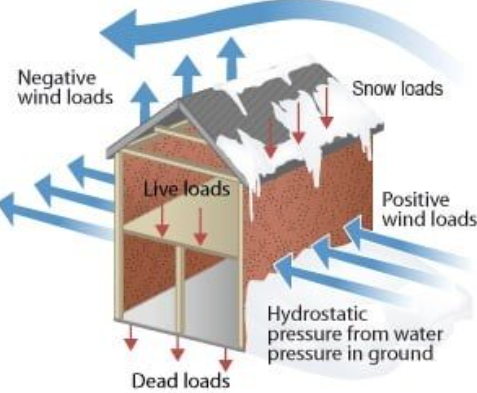 Negative
wind loads
Snow loads
Live loads
Positive
wind loads
Hydrostatic
pressure from water
pressure in ground
Dead loads